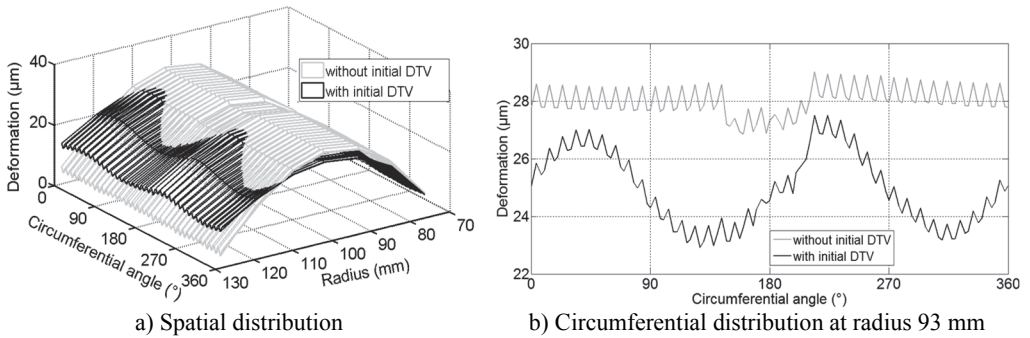 40
20
0
Deformation (μm)
0
90
180
270
360
Circumferential angle (°)
130
120
110
100
90
80
70
Radius (mm)
without initial DTV
with initial DTV
a) Spatial distribution
30
28
26
24
22
Deformation (μm)
0
90
180
270
360
Circumferential angle (°)
without initial DTV
with initial DTV
b) Circumferential distribution at radius 93 mm